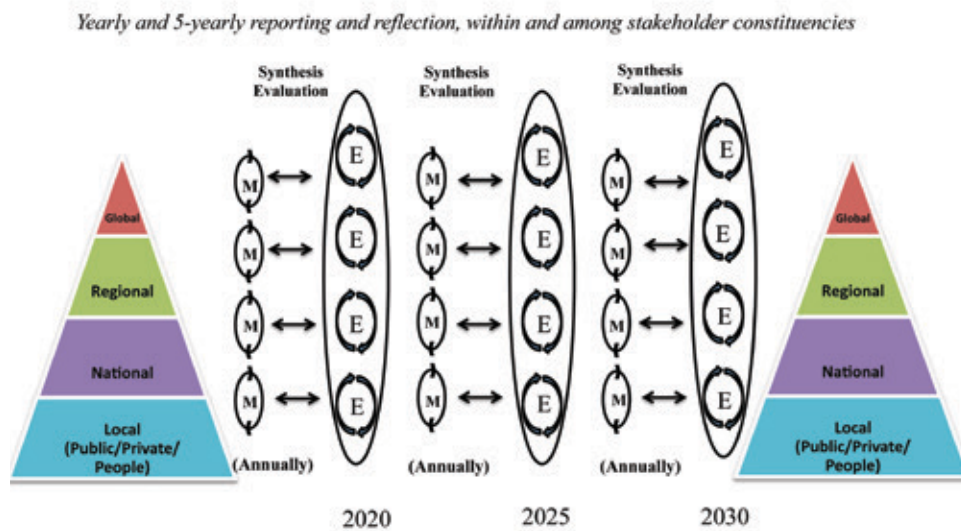 Yearly and 5-yearly reporting and reflection, within and among stakeholder constituencies
Synthesis
Evaluation
Synthesis
Evaluation
Synthesis
Evaluation
Global
Regional
National
Local
(Public/Private/
People)
M
E
M
E
M
E
M
E
M
E
M
E
M
E
M
E
M
E
M
E
M
E
M
E
Global
Regional
National
Local
(Public/Private/
People)
(Annually)
(Annually)
(Annually)
2020
2025
2030